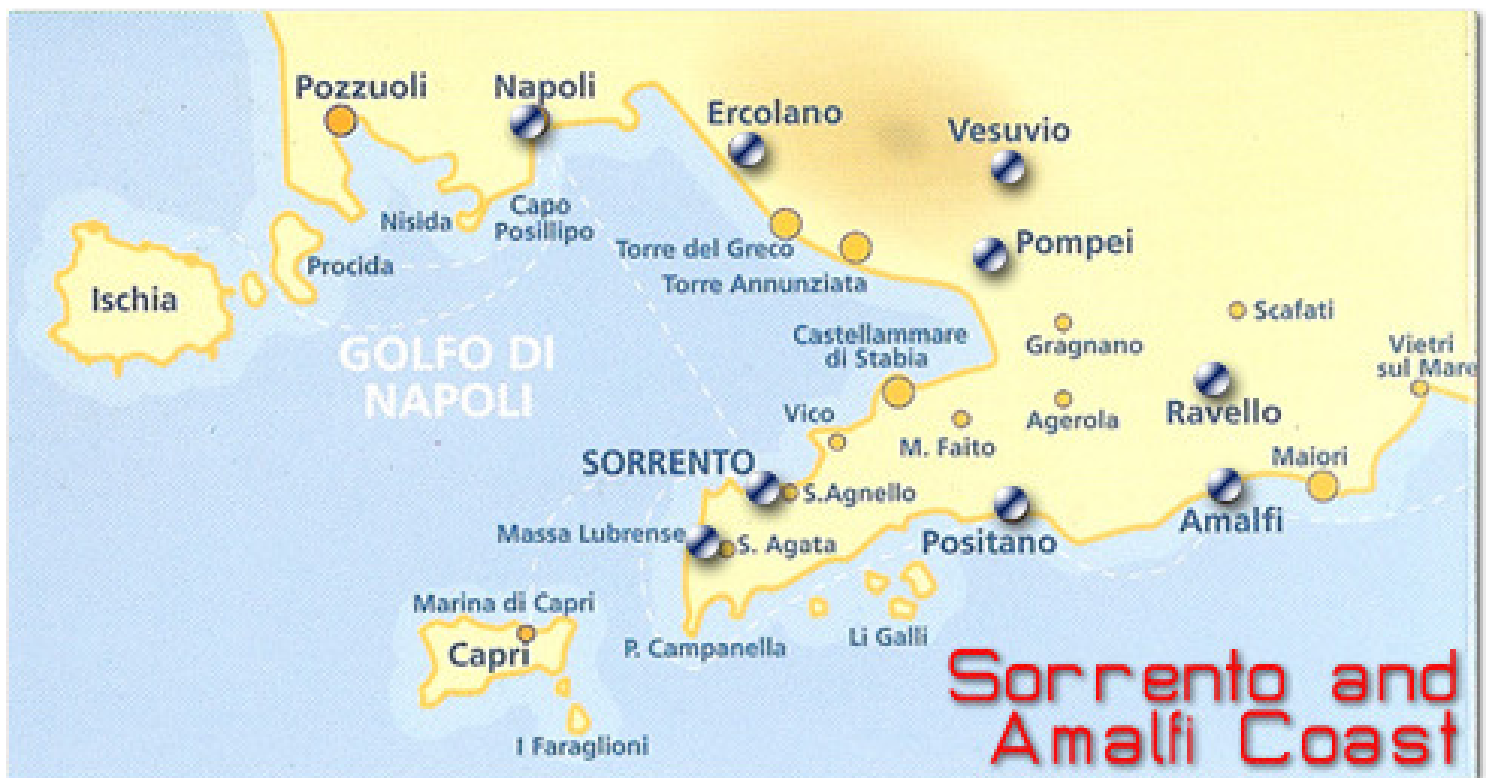 Pozzuoli
Napoli
Ercolano
Vesuvio
Nisida
Capo
Posillipo
Torre del Greco
Pompei
Procida
Torre Annunziata
Ischia
Scafati
GOLFO DI
NAPOLI
Castellammare
di Stabia
Gragnano
Vietri
sul Mare
Vico
M. Faito
Agerola
Ravello
SORRENTO
S.Agnello
Maiori
Massa Lubrense
S. Agata
Positano
Amalfi
Marina di Capri
Capri
P. Campanella
Li Galli
I Faraglioni
Sorrento and
Amalfi Coast